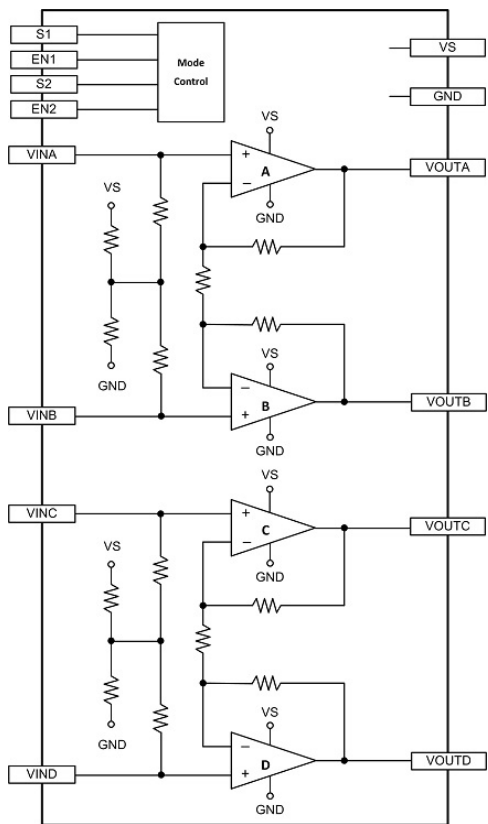 S1
EN1
S2
EN2
Mode
Control
VS
GND
VINA
VS
+
A
−
GND
VOUTA
VS
GND
VS
−
B
+
GND
VINB
VOUTB
VINC
VS
+
C
−
GND
VOUTC
VS
GND
VS
−
D
+
GND
VIND
VOUTD